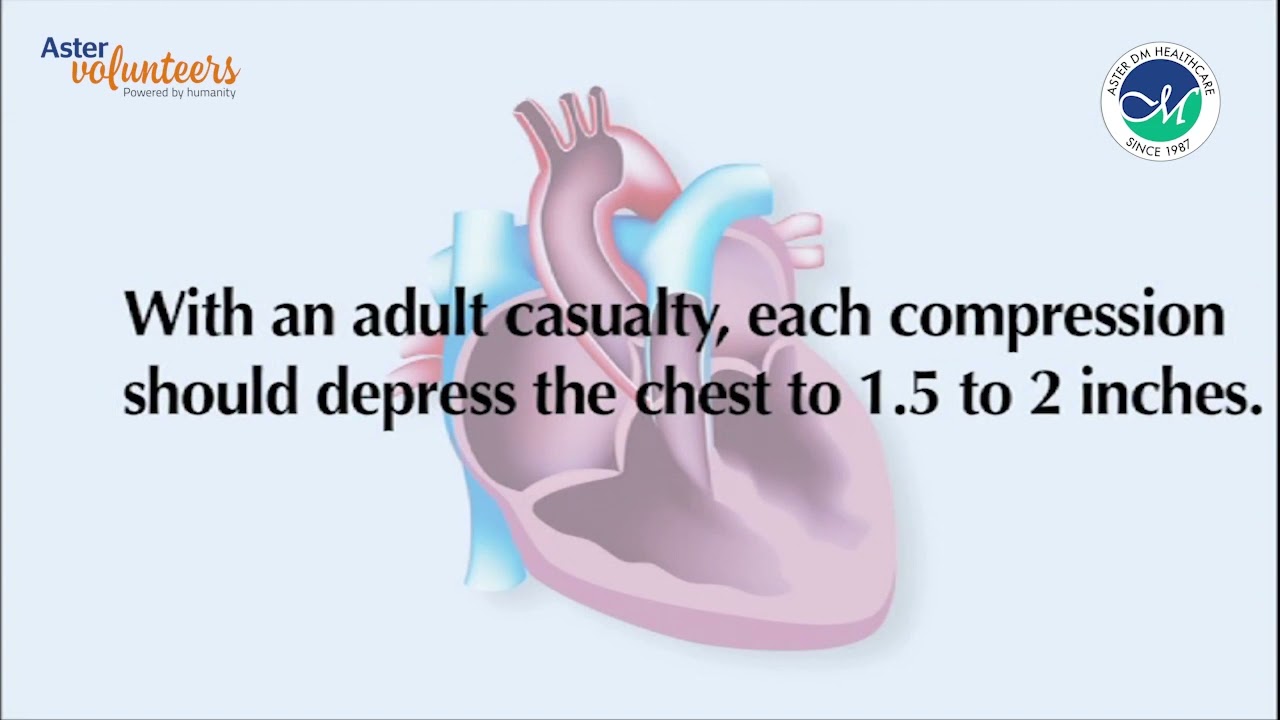 Aster
volunteers
Powered by humanity
ASTER DM HEALTHCARE
M
SINCE 1987
With an adult casualty, each compression
should depress the chest to 1.5 to 2 inches.